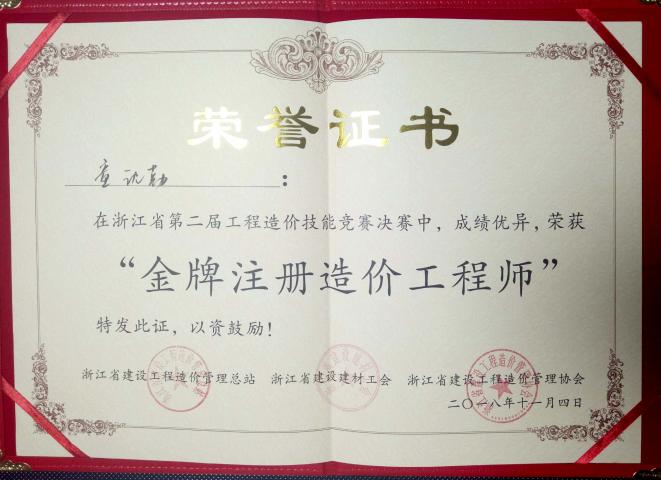 荣誉证书
:
在浙江省第二届工程造价技能竞赛决赛中，成绩优异，荣获
“金牌注册造价工程师”
特发此证，以资鼓励！
浙江省建设工程造价管理总站 浙江省建设建材工会 浙江省建设工程造价管理协会
二〇一八年十一月四日